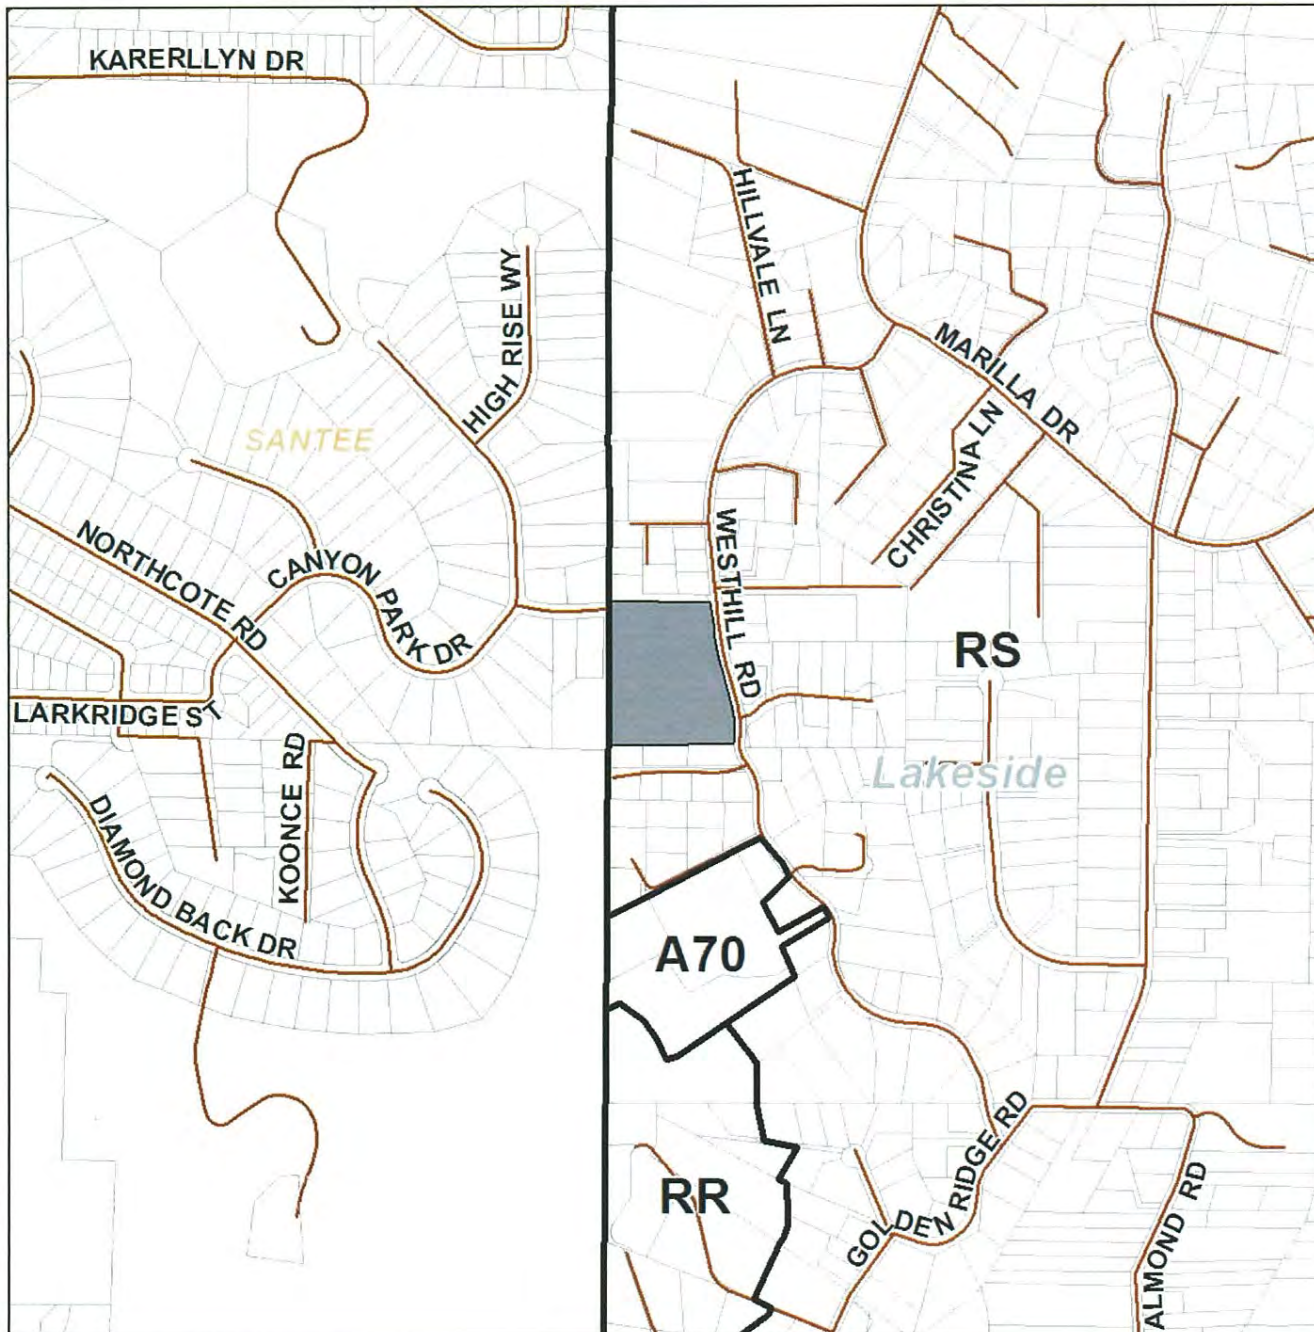 KARERLLYN DR
HILLVALE LN
HIGH RISE WY
MARILLA DR
SANTEE
CHRISTINA LN
NORTHCOTE RD
CANYON PARK DR
WESTHILL RD
RS
LARKRIDGE ST
KOONCE RD
Lakeside
DIAMOND BACK DR
A70
RR
GOLDEN RIDGE RD
ALMOND RD